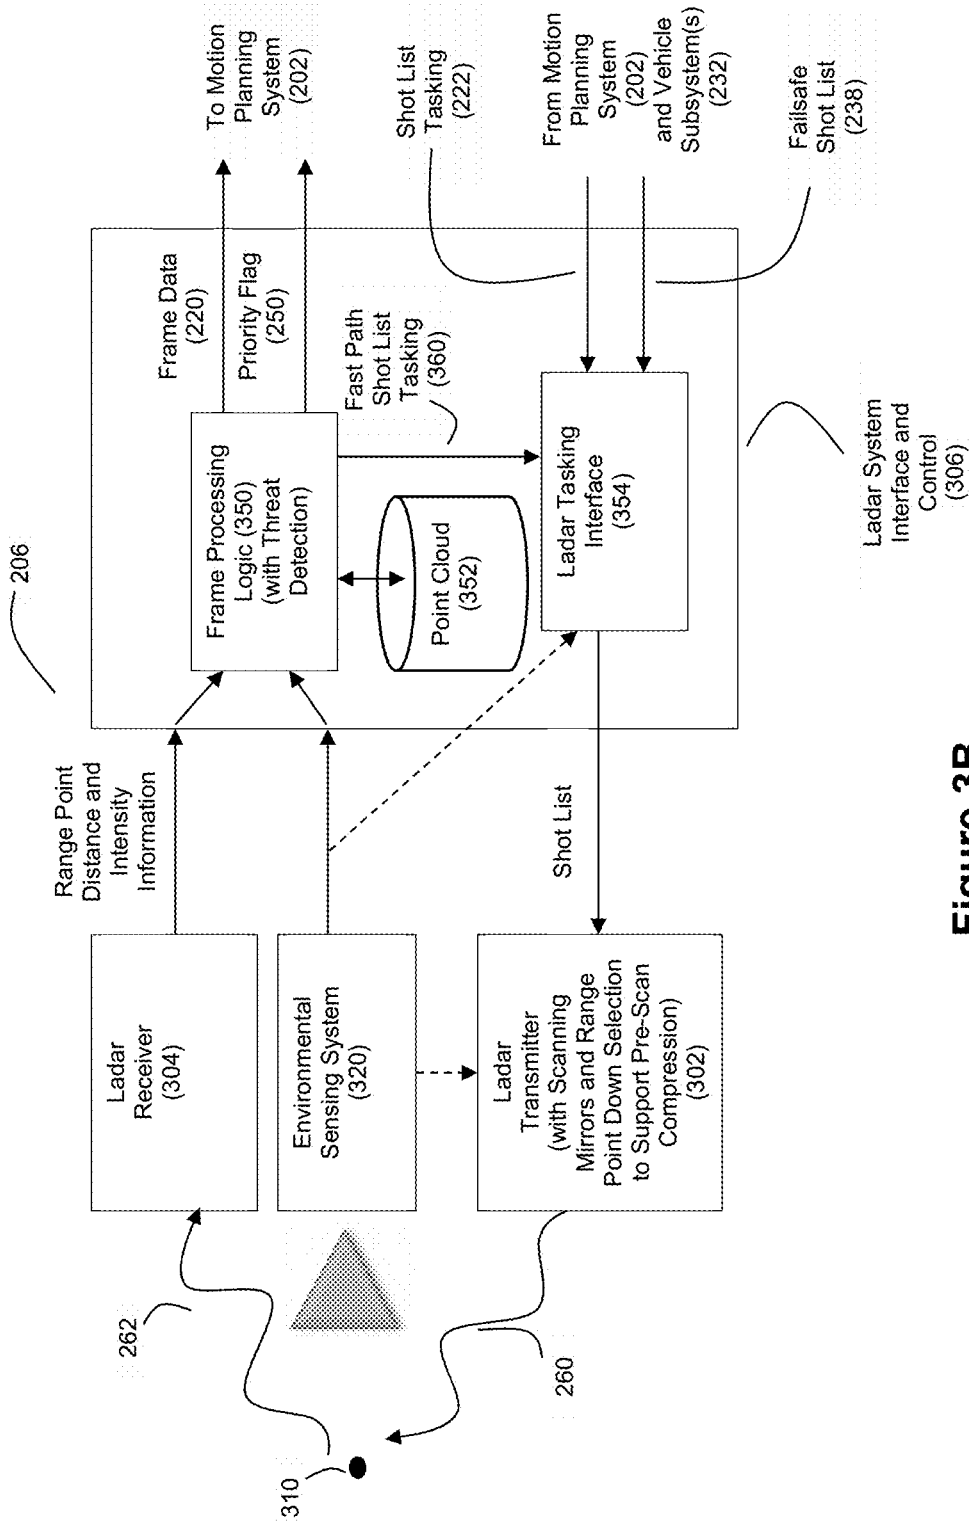 206
Range Point
Distance and
Intensity
Information
Ladar
Receiver
(304)
Environmental
Sensing System
(320)
Ladar
Transmitter
(with Scanning
Mirrors and Range
Point Down Selection
to Support Pre-Scan
Compression)
(302)
262
260
310
Shot List
Frame Processing
Logic (350)
(with Threat
Detection)
Point Cloud
(352)
Ladar Tasking
Interface
(354)
Frame Data
(220)
Priority Flag
(250)
Fast Path
Shot List
Tasking
(360)
To Motion
Planning
System
(202)
Shot List
Tasking
(222)
From Motion
Planning
System
(202)
and Vehicle
Subsystem(s)
(232)
Failsafe
Shot List
(238)
Ladar System
Interface and
Control
(306)
Figure 3B